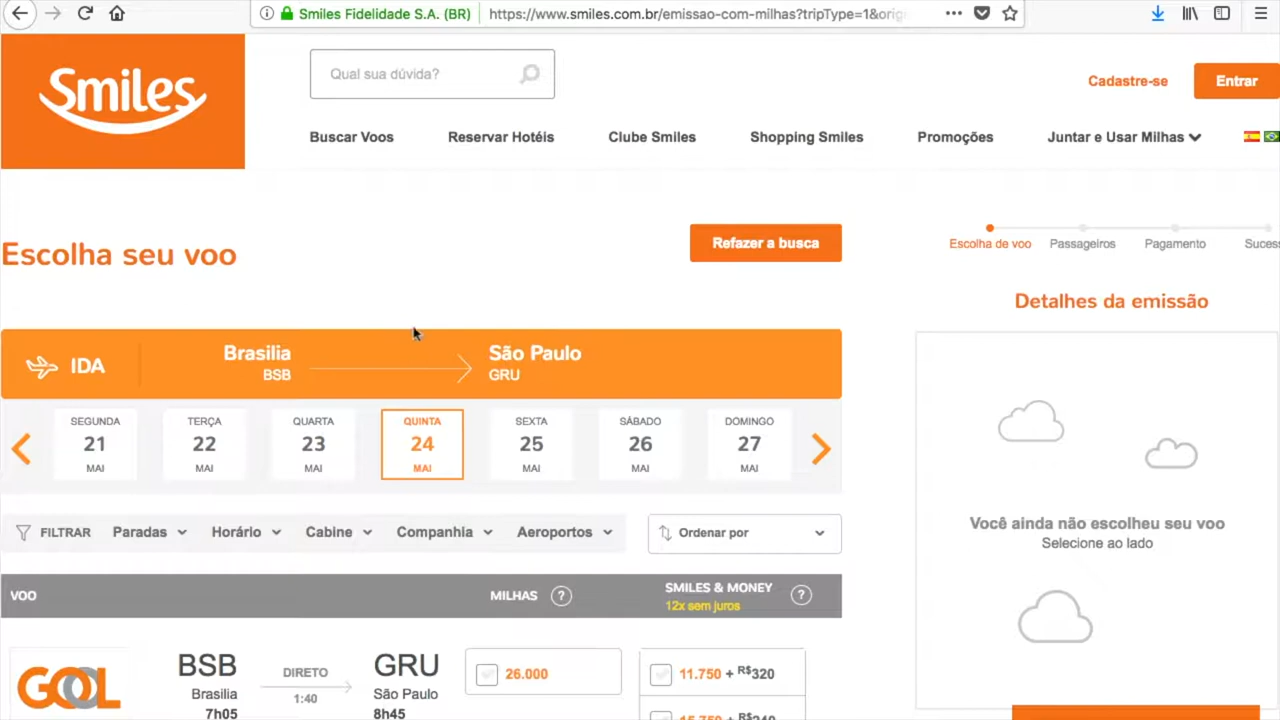 Smiles Fidelidade S.A. (BR)
https://www.smiles.com.br/emissao-com-milhas?tripType=1&orig
Smiles
Qual sua dúvida?
Cadastre-se
Entrar
Buscar Voos
Reservar Hotéis
Clube Smiles
Shopping Smiles
Promoções
Juntar e Usar Milhas
Escolha seu voo
Refazer a busca
Escolha de voo
Passageiros
Pagamento
Suces
Detalhes da emissão
IDA
Brasilia
BSB
São Paulo
GRU
SEGUNDA
21
MAI
TERÇA
22
MAI
QUARTA
23
MAI
QUINTA
24
MAI
SEXTA
25
MAI
SÁBADO
26
MAI
DOMINGO
27
MAI
Você ainda não escolheu seu voo
Selecione ao lado
FILTRAR
Paradas
Horário
Cabine
Companhia
Aeroportos
Ordenar por
VOO
MILHAS ?
SMILES & MONEY ?
12x sem juros
GOL
BSB
Brasilia
7h05
DIRETO
1:40
GRU
São Paulo
8h45
26.000
11.750 + R$320
15.750 + R$240